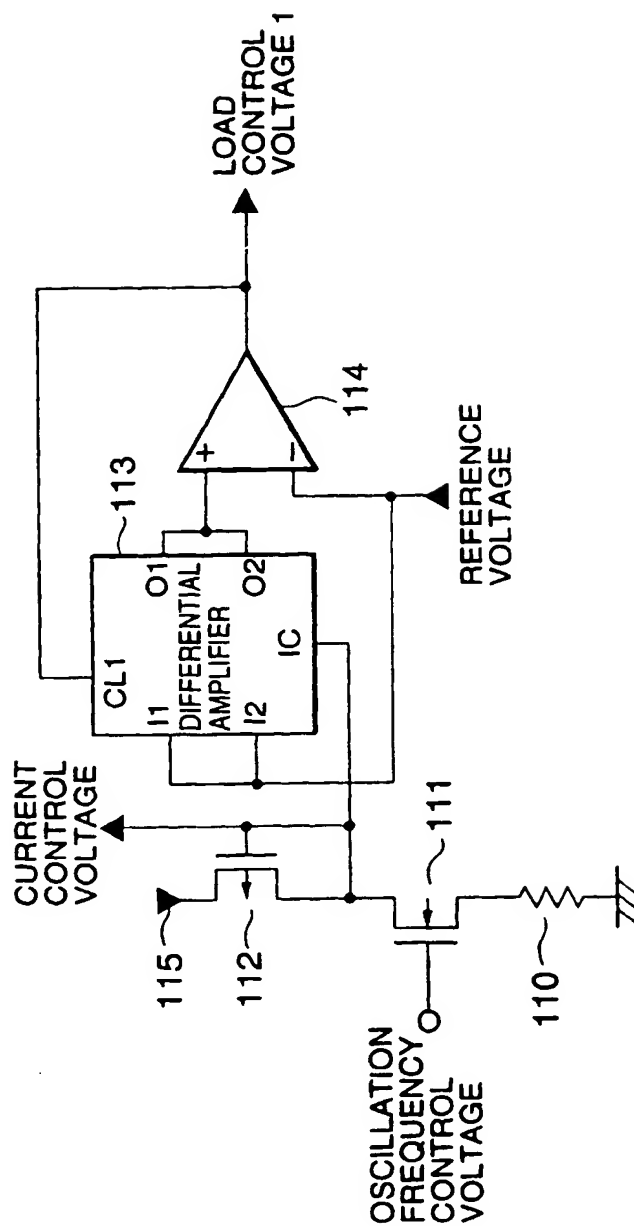 CURRENT
CONTROL
VOLTAGE
113
CL1
I1
DIFFERENTIAL
AMPLIFIER
I2
O1
O2
IC
+
−
114
LOAD
CONTROL
VOLTAGE 1
REFERENCE
VOLTAGE
115
112
111
110
OSCILLATION
FREQUENCY
CONTROL
VOLTAGE